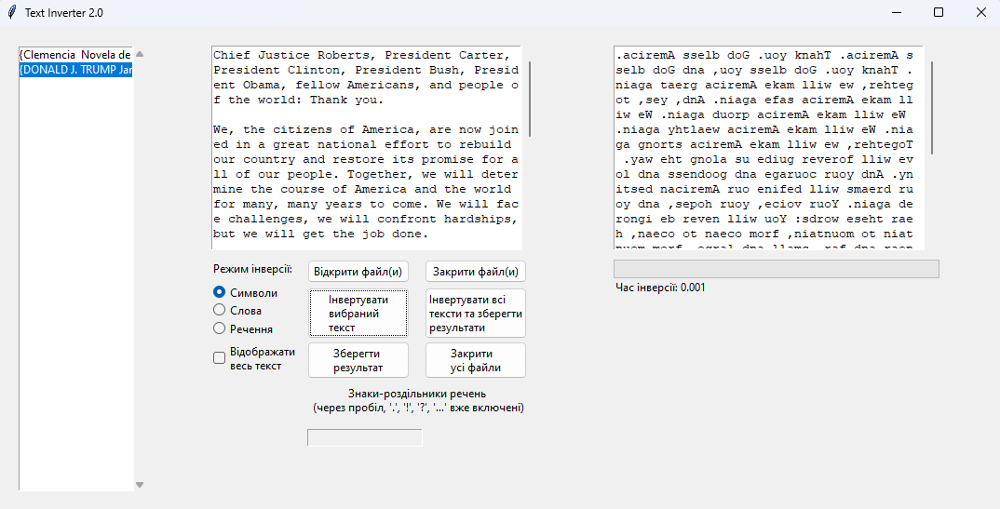 Text Inverter 2.0
{Clemencia Novela de
{DONALD J. TRUMP Jar
Chief Justice Roberts, President Carter,
President Clinton, President Bush, Presid
ent Obama, fellow Americans, and people o
f the world: Thank you.
We, the citizens of America, are now join
ed in a great national effort to rebuild
our country and restore its promise for a
ll of our people. Together, we will deter
mine the course of America and the world
for many, many years to come. We will fac
e challenges, we will confront hardships,
but we will get the job done.
.aciremA sselb doG .uoy knahT .aciremA s
selb doG dna ,uoy sselb doG .uoy knahT .
niaga taerg aciremA ekam lliw ew ,rehteg
ot ,sey ,dnA .niaga efas aciremA ekam ll
iw eW .niaga duorp aciremA ekam lliw eW
.niaga yhtlaew aciremA ekam lliw eW .nia
ga gnorts aciremA ekam lliw ew ,rehtegoT
.yaw eht gnola su ediug reverof lliw ev
ol dna ssendoog dna egaruoc ruoy dnA .yn
itsed naciremA ruo enifed lliw smaerd ru
oy dna ,sepoh ruoy ,eciov ruoY .niaga de
rongi eb reven lliw uoY :sdrow eseht rae
h ,naeco ot naeco morf ,niatnuom ot niat
nuom morf ,egral dna llams ,raf dna raen
Режим інверсії:
Символи
Слова
Речення
Відображати
весь текст
Відкрити файл(и)
Закрити файл(и)
Інвертувати
вибраний
текст
Інвертувати всі
тексти та зберегти
результати
Зберегти
результат
Закрити
усі файли
Знаки-роздільники речень
(через пробіл, '.', '!', '?', '...' вже включені)
Час інверсії: 0.001